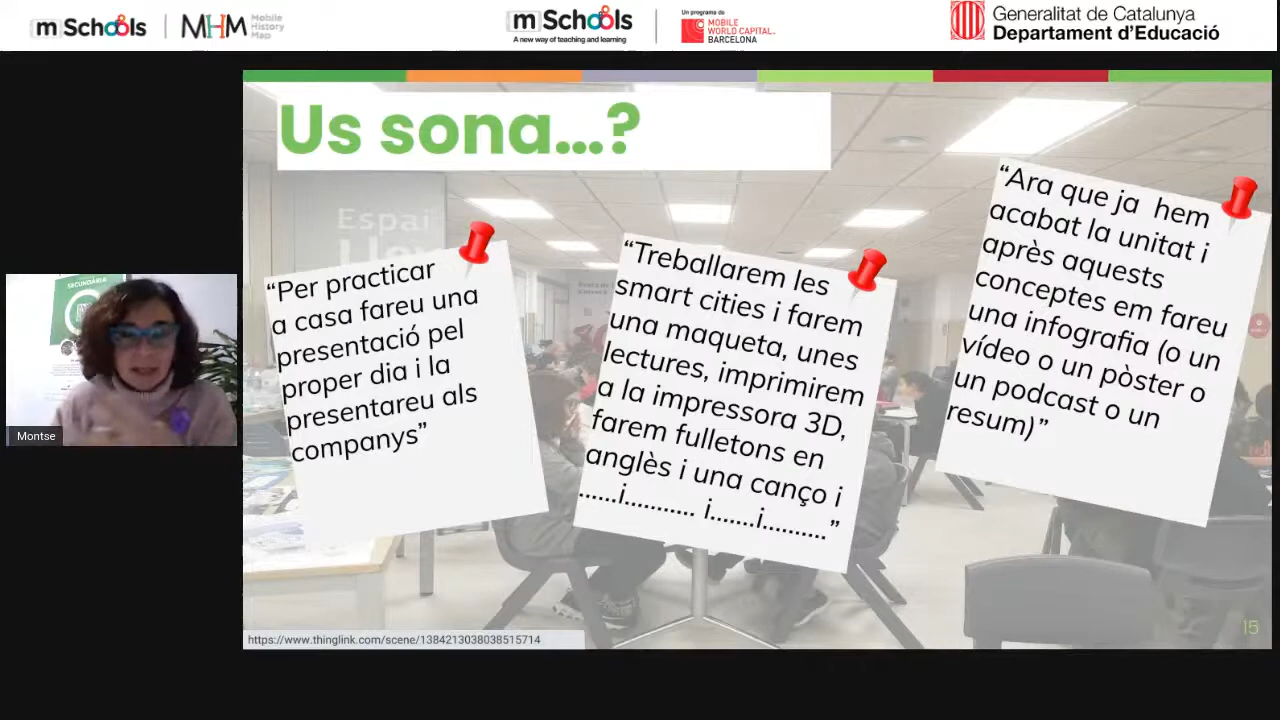 mSchools
MHM
Mobile
History
Map
mSchools
A new way of teaching and learning
Un programa de
MOBILE
WORLD CAPITAL.
BARCELONA
Generalitat de Catalunya
Departament d'Educació
Us sona...?
Espai
"Per practicar
a casa fareu una
presentació pel
proper dia i la
presentareu als
companys"
"Treballarem les
smart cities i farem
una maqueta, unes
lectures, imprimirem
a la impressora 3D,
farem fulletons en
anglès i una canço i
......i........... i.......i.........."
"Ara que ja hem
acabat la unitat i
après aquests
conceptes em fareu
una infografia (o un
vídeo o un pòster o
un podcast o un
resum)"
SECUNDÀRIA
Montse
https://www.thinglink.com/scene/1384213038038515714
15